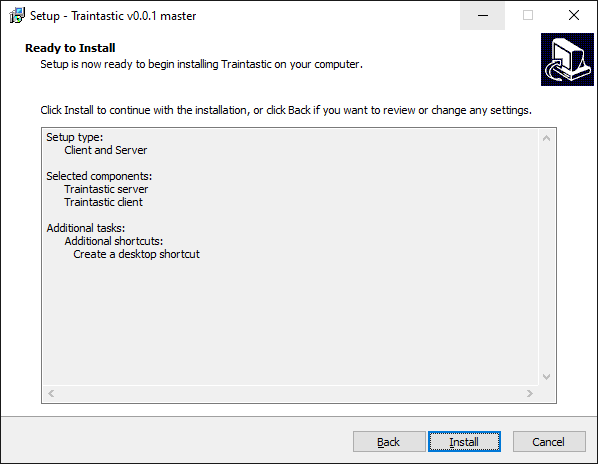 Setup - Traintastic v0.0.1 master
Ready to Install
Setup is now ready to begin installing Traintastic on your computer.
Click Install to continue with the installation, or click Back if you want to review or change any settings.
Setup type:
Client and Server
Selected components:
Traintastic server
Traintastic client
Additional tasks:
Additional shortcuts:
Create a desktop shortcut
Back
Install
Cancel